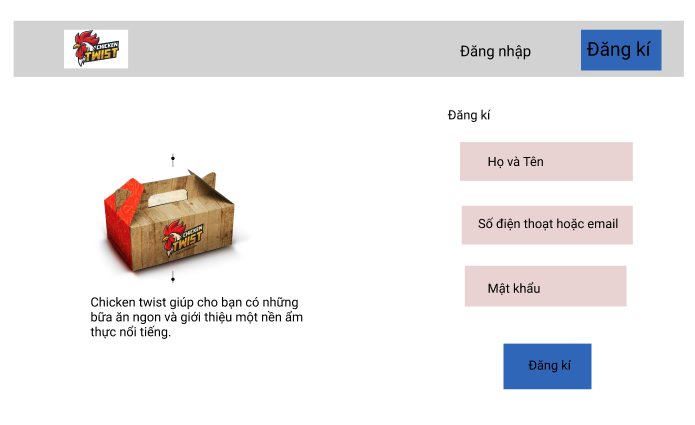 CHICKEN
TWIST
Đăng nhập
Đăng kí
Đăng kí
Họ và Tên
Số điện thoạt hoặc email
Mật khẩu
Đăng kí
CHICKEN
TWIST
Chicken twist giúp cho bạn có những
bữa ăn ngon và giới thiệu một nền ẩm
thực nổi tiếng.